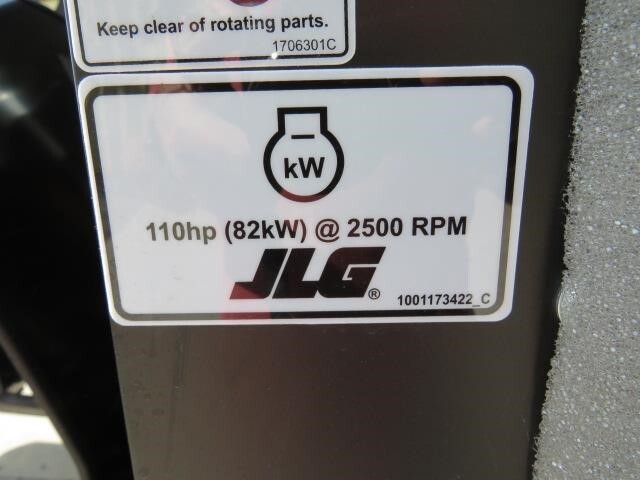 Keep clear of rotating parts.
1706301C
kW
110hp (82kW) @ 2500 RPM
JLG®
1001173422_C